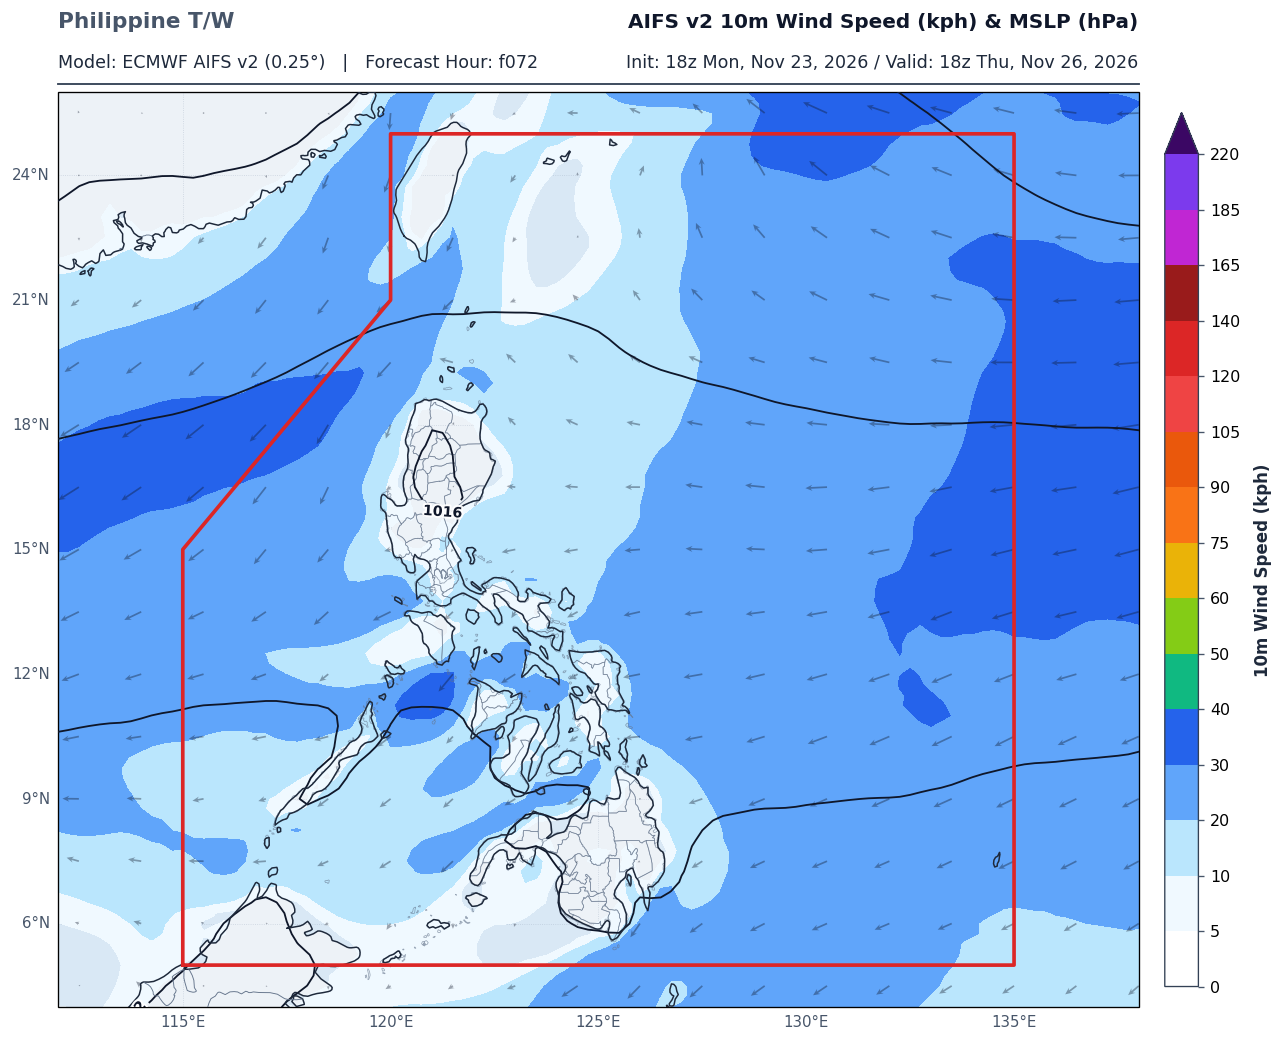 Philippine T/W
AIFS v2 10m Wind Speed (kph) & MSLP (hPa)
Model: ECMWF AIFS v2 (0.25°) | Forecast Hour: f072
Init: 18z Mon, Nov 23, 2026 / Valid: 18z Thu, Nov 26, 2026
24°N
21°N
18°N
15°N
12°N
9°N
6°N
1016
115°E
120°E
125°E
130°E
135°E
220
185
165
140
120
105
90
75
60
50
40
30
20
10
5
0
10m Wind Speed (kph)